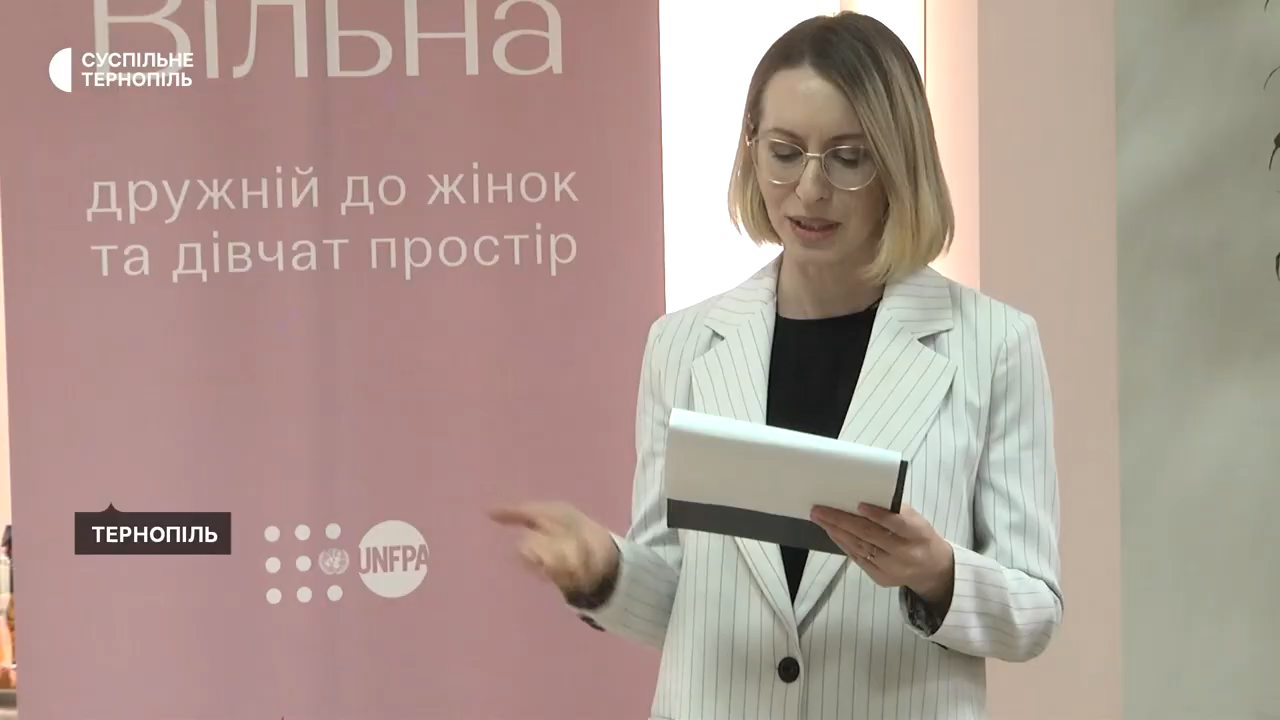 Вільна
СУСПІЛЬНЕ
ТЕРНОПІЛЬ
дружній до жінок
та дівчат простір
ТЕРНОПІЛЬ
UNFPA